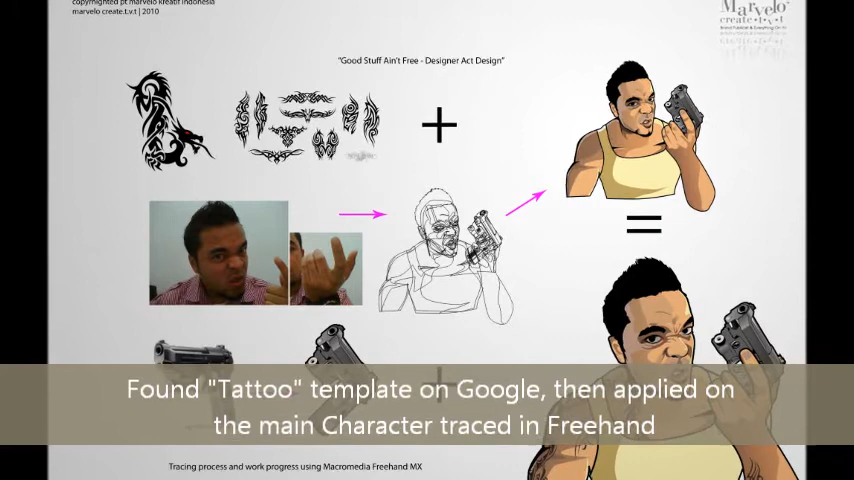 copyrighted pt marvelo kreatif indonesia
marvelo create.t.v.t | 2010
Marvelo
create•t.v.t
"Good Stuff Ain't Free - Designer Act Design"
Found "Tattoo" template on Google, then applied on
the main Character traced in Freehand
Tracing process and work progress using Macromedia Freehand MX